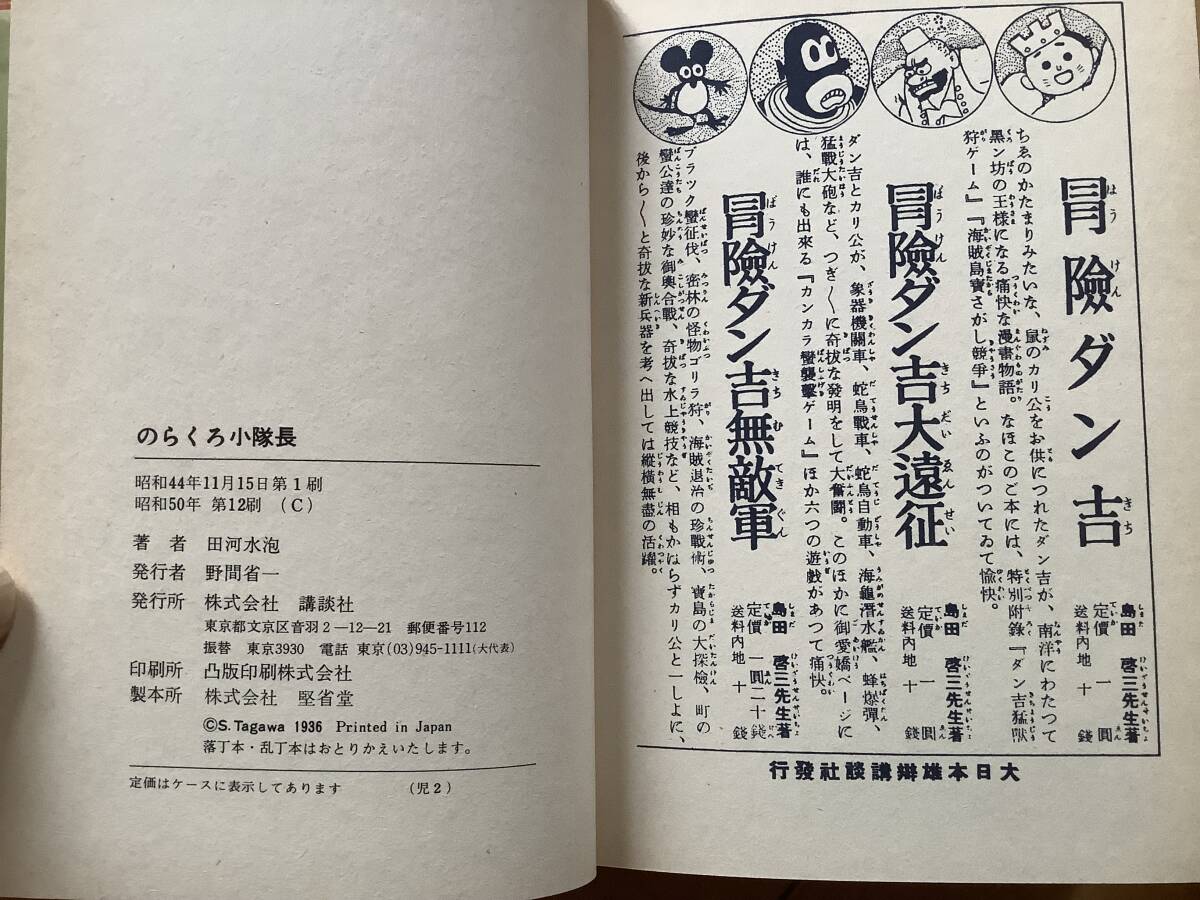 のらくろ小隊長
昭和44年11月15日第1刷
昭和50年 第12刷 (C)
著 者 田河水泡
発行者 野間省一
発行所 株式会社 講談社
東京都文京区音羽2-12-21 郵便番号112
振替 東京3930 電話 東京(03)945-1111(大代表)
印刷所 凸版印刷株式会社
製本所 株式会社 堅省堂
©S.Tagawa 1936 Printed in Japan
落丁本・乱丁本はおとりかえいたします。
定価はケースに表示してあります (児2)
冒險ダン吉
島田啓三先生著
定價 一圓
送料內地 十錢
ちゑのかたまりみたいな、鼠のカリ公をお供につれたダン吉が、南洋にわたつて
黑ン坊の王樣になる痛快な漫畫物語。なほこのご本には、特別附錄『ダン吉猛獸
狩ゲーム』『海賊島寶さがし競爭』といふのがついてゐて愉快。
冒險ダン吉大遠征
島田啓三先生著
定價 一圓
送料內地 十錢
ダン吉とカリ公が、象器機關車、蛇鳥戰車、蛇鳥自動車、海龜潛水艦、蜂爆彈、
猛戰大砲など、つぎ〱に奇拔な發明をして大奮鬪。このほかに御愛嬌ページに
は、誰にも出來る『カンカラ蠻襲擊ゲーム』ほか六つの遊戲があつて痛快。
冒險ダン吉無敵軍
島田啓三先生著
定價 一圓二十錢
送料內地 十錢
ブラツク蠻征伐、密林の怪物ゴリラ狩、海賊退治の珍戰術、寶島の大探檢、町の
蠻公達の珍妙な御輿合戰、奇拔な水上競技など、相もかはらずカリ公と一しよに、
後から〱と奇拔な新兵器を考へ出しては縱橫無盡の活躍。
大日本雄辯講談社發行